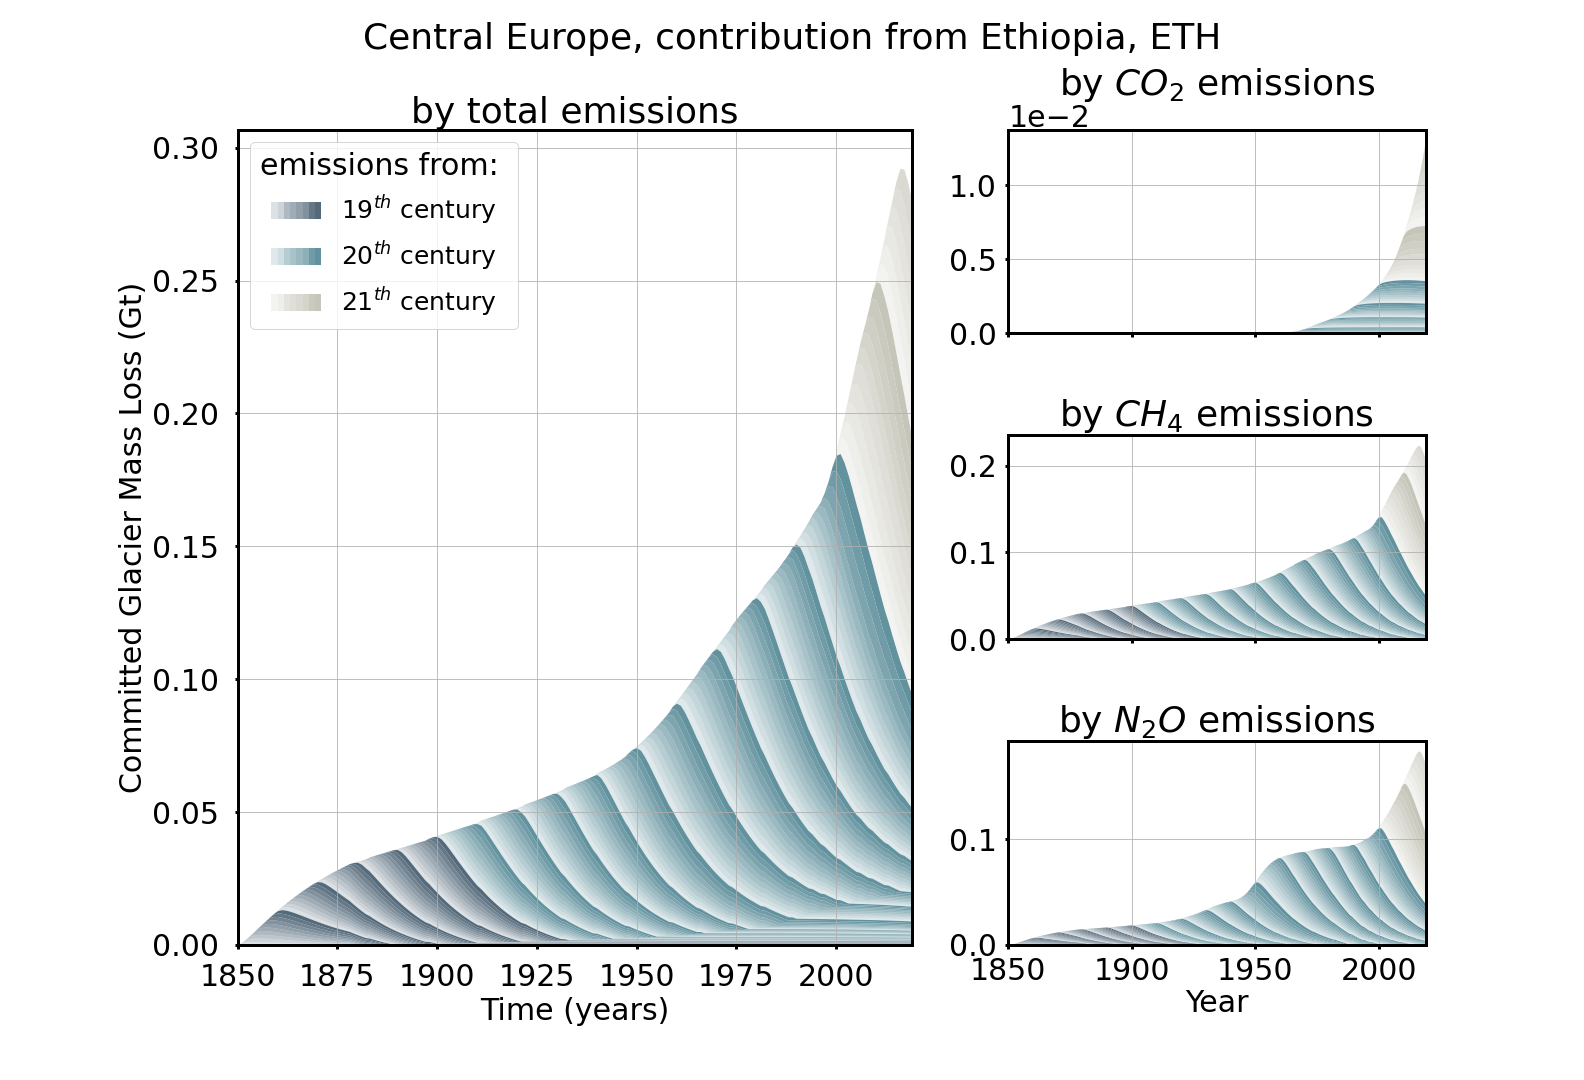 Central Europe, contribution from Ethiopia, ETH
by total emissions
Committed Glacier Mass Loss (Gt)
0.30
0.25
0.20
0.15
0.10
0.05
0.00
emissions from:
19th century
20th century
21th century
1850 1875 1900 1925 1950 1975 2000
Time (years)
by CO2 emissions
1e−2
1.0
0.5
0.0
by CH4 emissions
0.2
0.1
0.0
by N2O emissions
0.1
0.0
1850 1900 1950 2000
Year